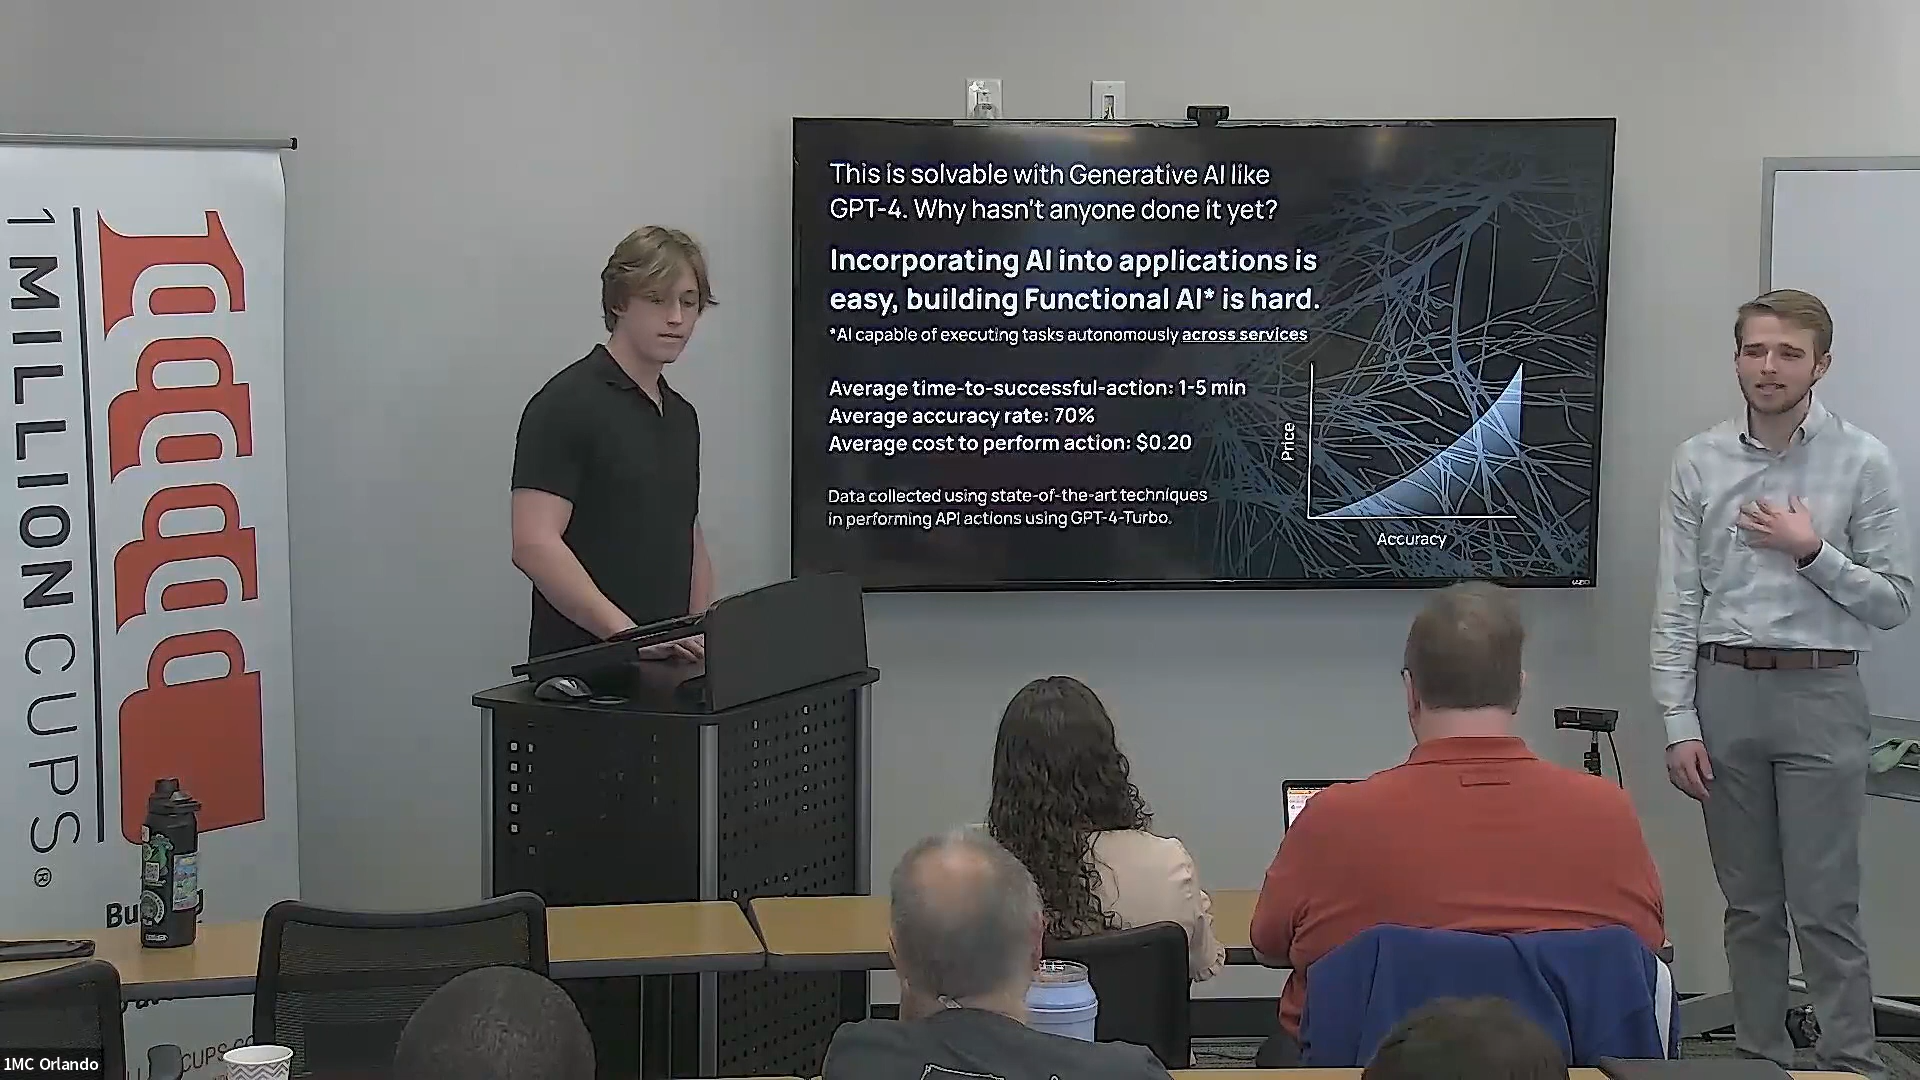 1 MILLION CUPS®
This is solvable with Generative AI like
GPT-4. Why hasn't anyone done it yet?
Incorporating AI into applications is
easy, building Functional AI* is hard.
*AI capable of executing tasks autonomously across services
Average time-to-successful-action: 1-5 min
Average accuracy rate: 70%
Average cost to perform action: $0.20
Data collected using state-of-the-art techniques
in performing API actions using GPT-4-Turbo.
Price
Accuracy
1MC Orlando